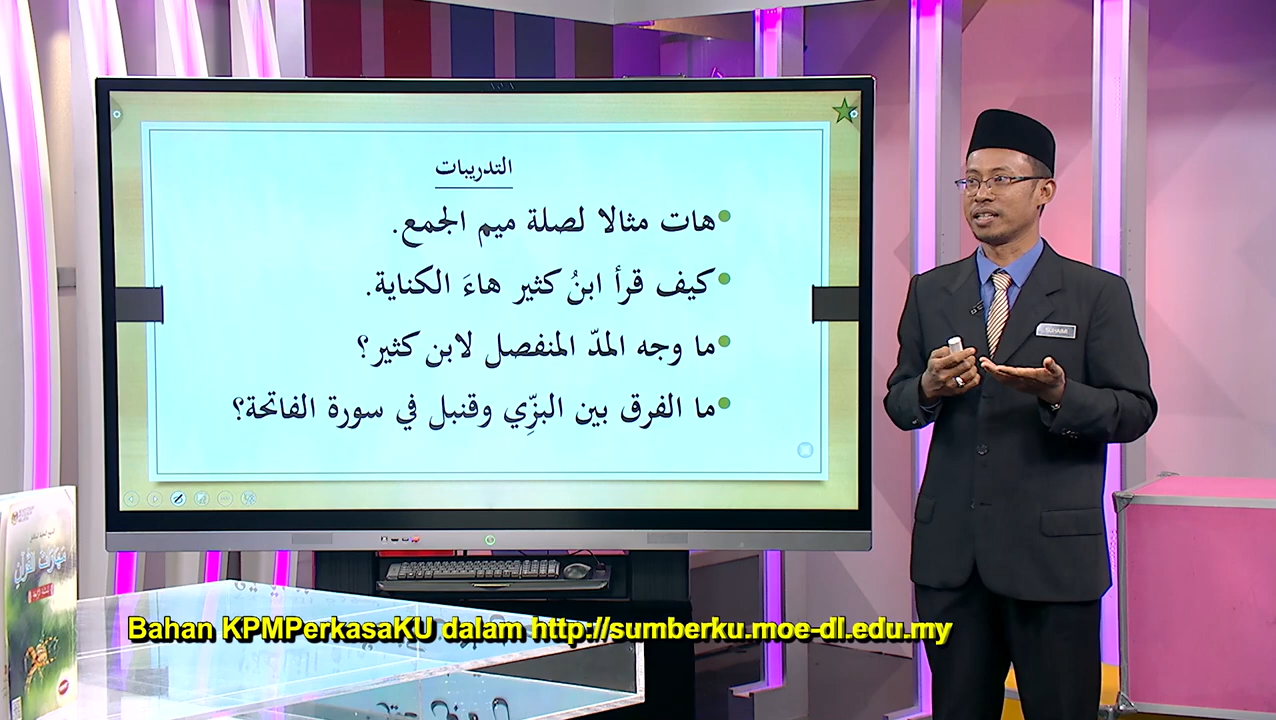 التدريبات
هات مثالا لصلة ميم الجمع.
كيف قرأ ابنُ كثير هاءَ الكناية.
ما وجه المدّ المنفصل لابن كثير؟
ما الفرق بين البزِّي وقنبل في سورة الفاتحة؟
SUHAIMI
Bahan KPMPerkasaKU dalam http://sumberku.moe-dl.edu.my